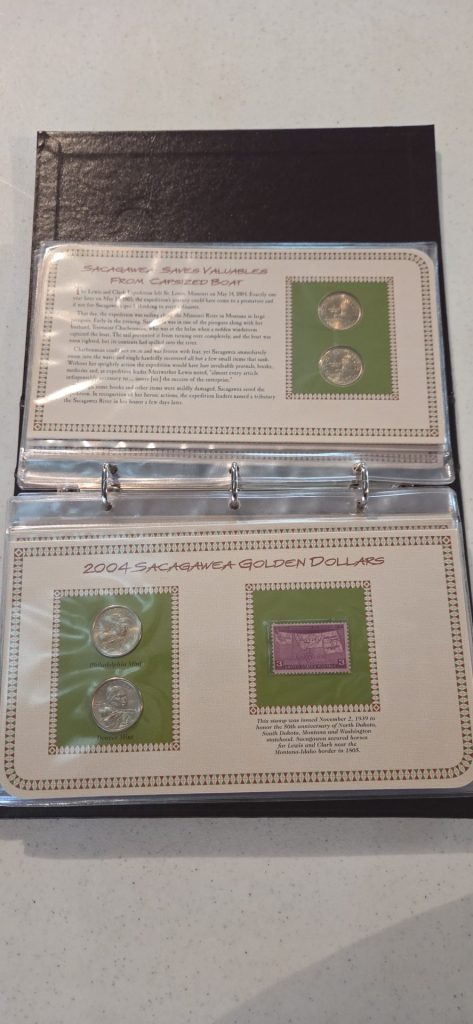 SACAGAWEA SAVES VALUABLES
FROM CAPSIZED BOAT
The Lewis and Clark Expedition left St. Louis, Missouri on May 14, 2004. Exactly one
year later on May 14, 1805, the expedition's journey could have come to a premature end
if not for Sacagawea's quick thinking
That day, the expedition was sailing the Missouri River in Montana in large
pirogues. Early in the evening, Sacagawea was in one of the pirogues along with her
husband, Toussaint Charbonneau, who was at the helm when a sudden windstorm
capsized the boat. The sail prevented it from turning over completely, and the boat was
soon righted, but its contents had spilled into the river.
Charbonneau could not swim and was frozen with fear, yet Sacagawea immediately
swam into the water and single handedly recovered all but a few small items that sank.
Without her sprightly action the expedition would have lost invaluable journals, books,
medicine and, as expedition leader Meriwether Lewis noted, "almost every article
indispensibly necessary to ... insure [sic] the success of the enterprise."
some books and other items were mildly damaged, Sacagawea saved the
expedition. In recognition of her heroic actions, the expedition leaders named a tributary
the Sacagawea River in her honor a few days later.
2004 SACAGAWEA GOLDEN DOLLARS
Philadelphia Mint
Denver Mint
3 3
This stamp was issued November 2, 1939 to
honor the 50th anniversary of North Dakota,
South Dakota, Montana and Washington
statehood. Sacagawea secured horses
for Lewis and Clark near the
Montana-Idaho border in 1805.